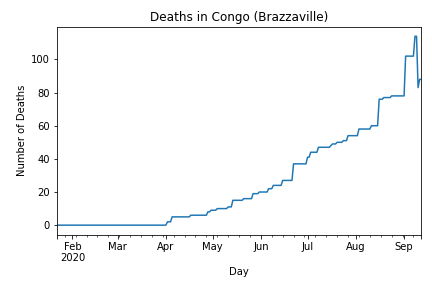 Deaths in Congo (Brazzaville)
Number of Deaths
100
80
60
40
20
0
Feb Mar Apr May Jun Jul Aug Sep
2020
Day